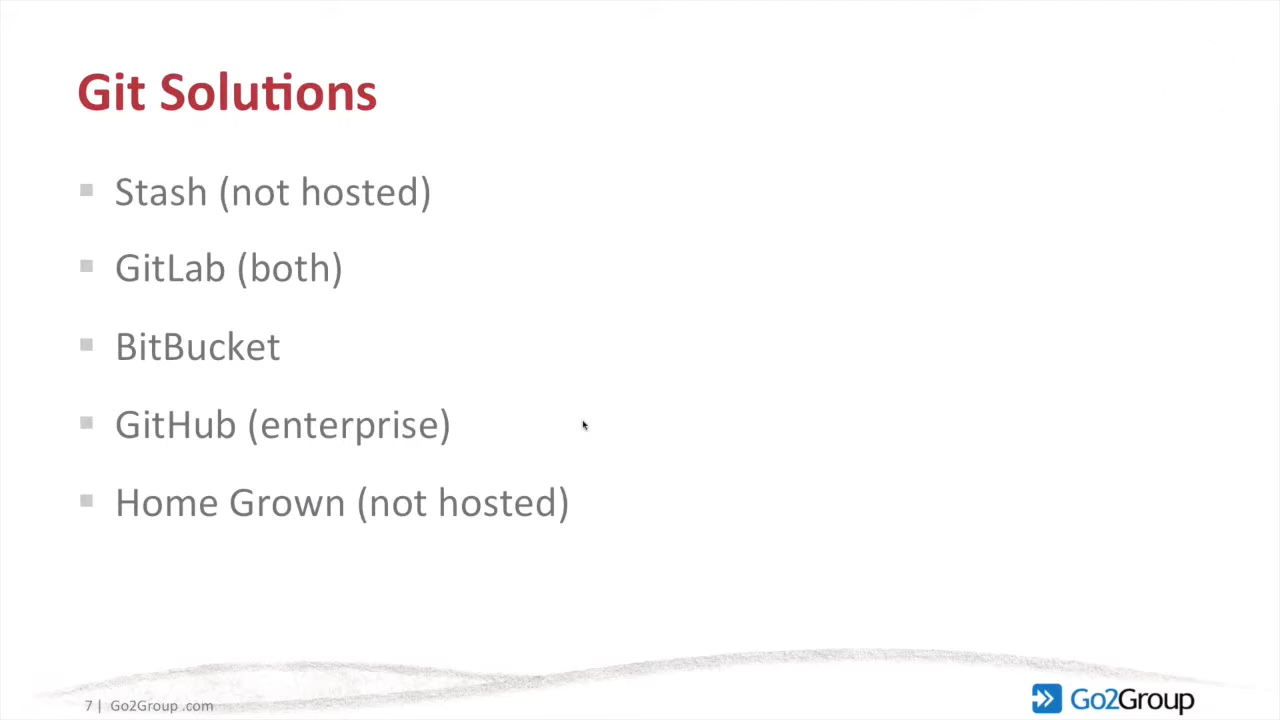 Git Solutions
Stash (not hosted)
GitLab (both)
BitBucket
GitHub (enterprise)
Home Grown (not hosted)
7 | Go2Group .com
Go2Group